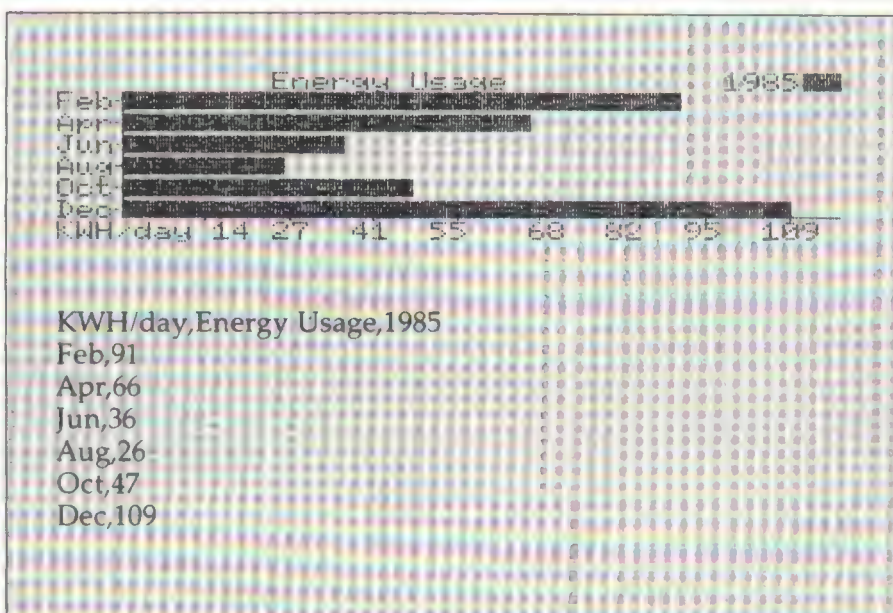 Energy Usage 1985
Feb
Apr
Jun
Aug
Oct
Dec
KWH/day 14 27 41 55 68 82 95 109
KWH/day,Energy Usage,1985
Feb,91
Apr,66
Jun,36
Aug,26
Oct,47
Dec,109